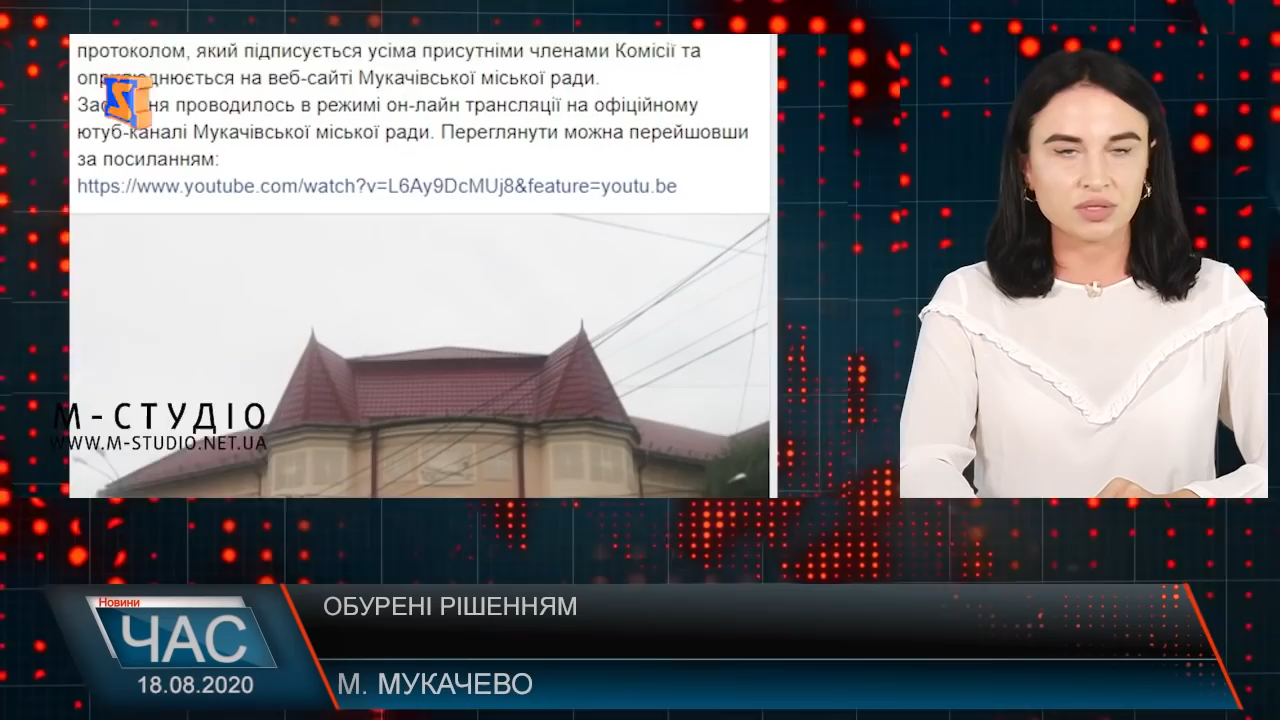 протоколом, який підписується усіма присутніми членами Комісії та
на веб-сайті Мукачівської міської ради.
проводилось в режимі он-лайн трансляції на офіційному
ютуб-каналі Мукачівської міської ради. Переглянути можна перейшовши
за посиланням:
https://www.youtube.com/watch?v=L6Ay9DcMUj8&feature=youtu.be
М-СТУДІО
WWW.M-STUDIO.NET.UA
Новини
ЧАС
18.08.2020
ОБУРЕНІ РІШЕННЯМ
М. МУКАЧЕВО